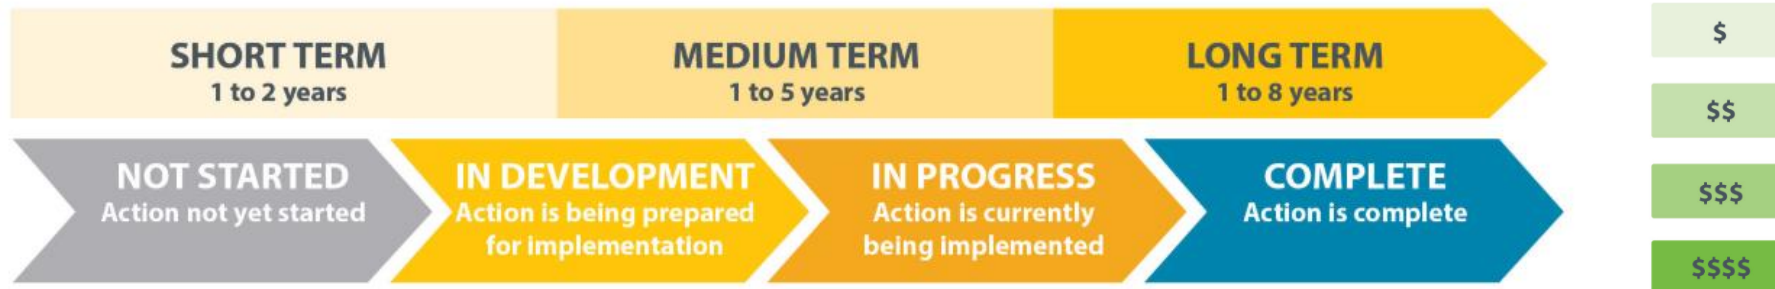 SHORT TERM
1 to 2 years
MEDIUM TERM
1 to 5 years
LONG TERM
1 to 8 years
NOT STARTED
Action not yet started
IN DEVELOPMENT
Action is being prepared
for implementation
IN PROGRESS
Action is currently
being implemented
COMPLETE
Action is complete
$
$$
$$$
$$$$